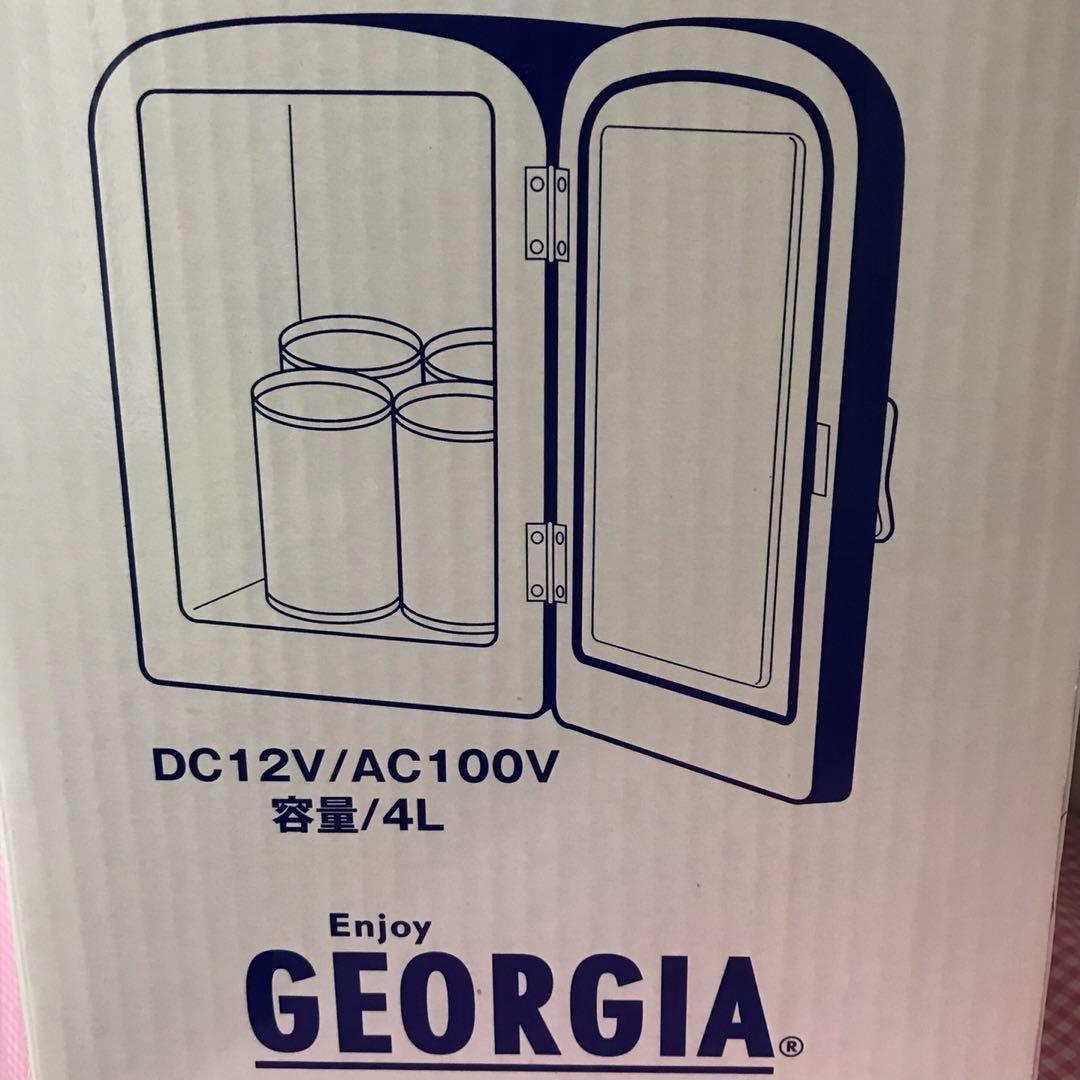 DC12V/AC100V
容量/4L
Enjoy
GEORGIA®